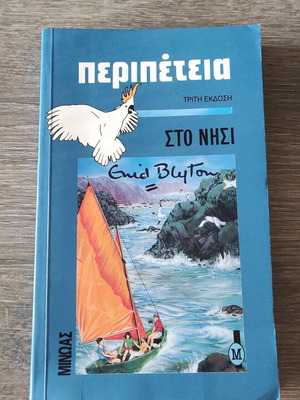 περιπέτεια
ΤΡΙΤΗ ΕΚΔΟΣΗ
ΣΤΟ ΝΗΣΙ
Enid Blyton
ΜΙΝΩΑΣ
Μ